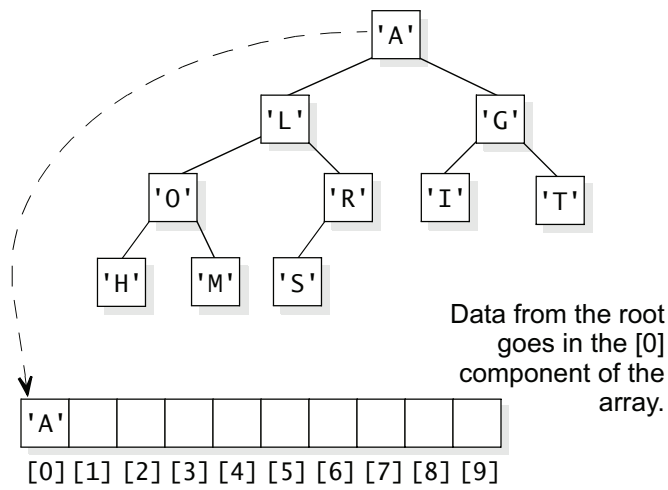 'A'
'L' 'G'
'O' 'R' 'I' 'T'
'H' 'M' 'S'
Data from the root
goes in the [0]
component of the
array.
'A'
[0] [1] [2] [3] [4] [5] [6] [7] [8] [9]